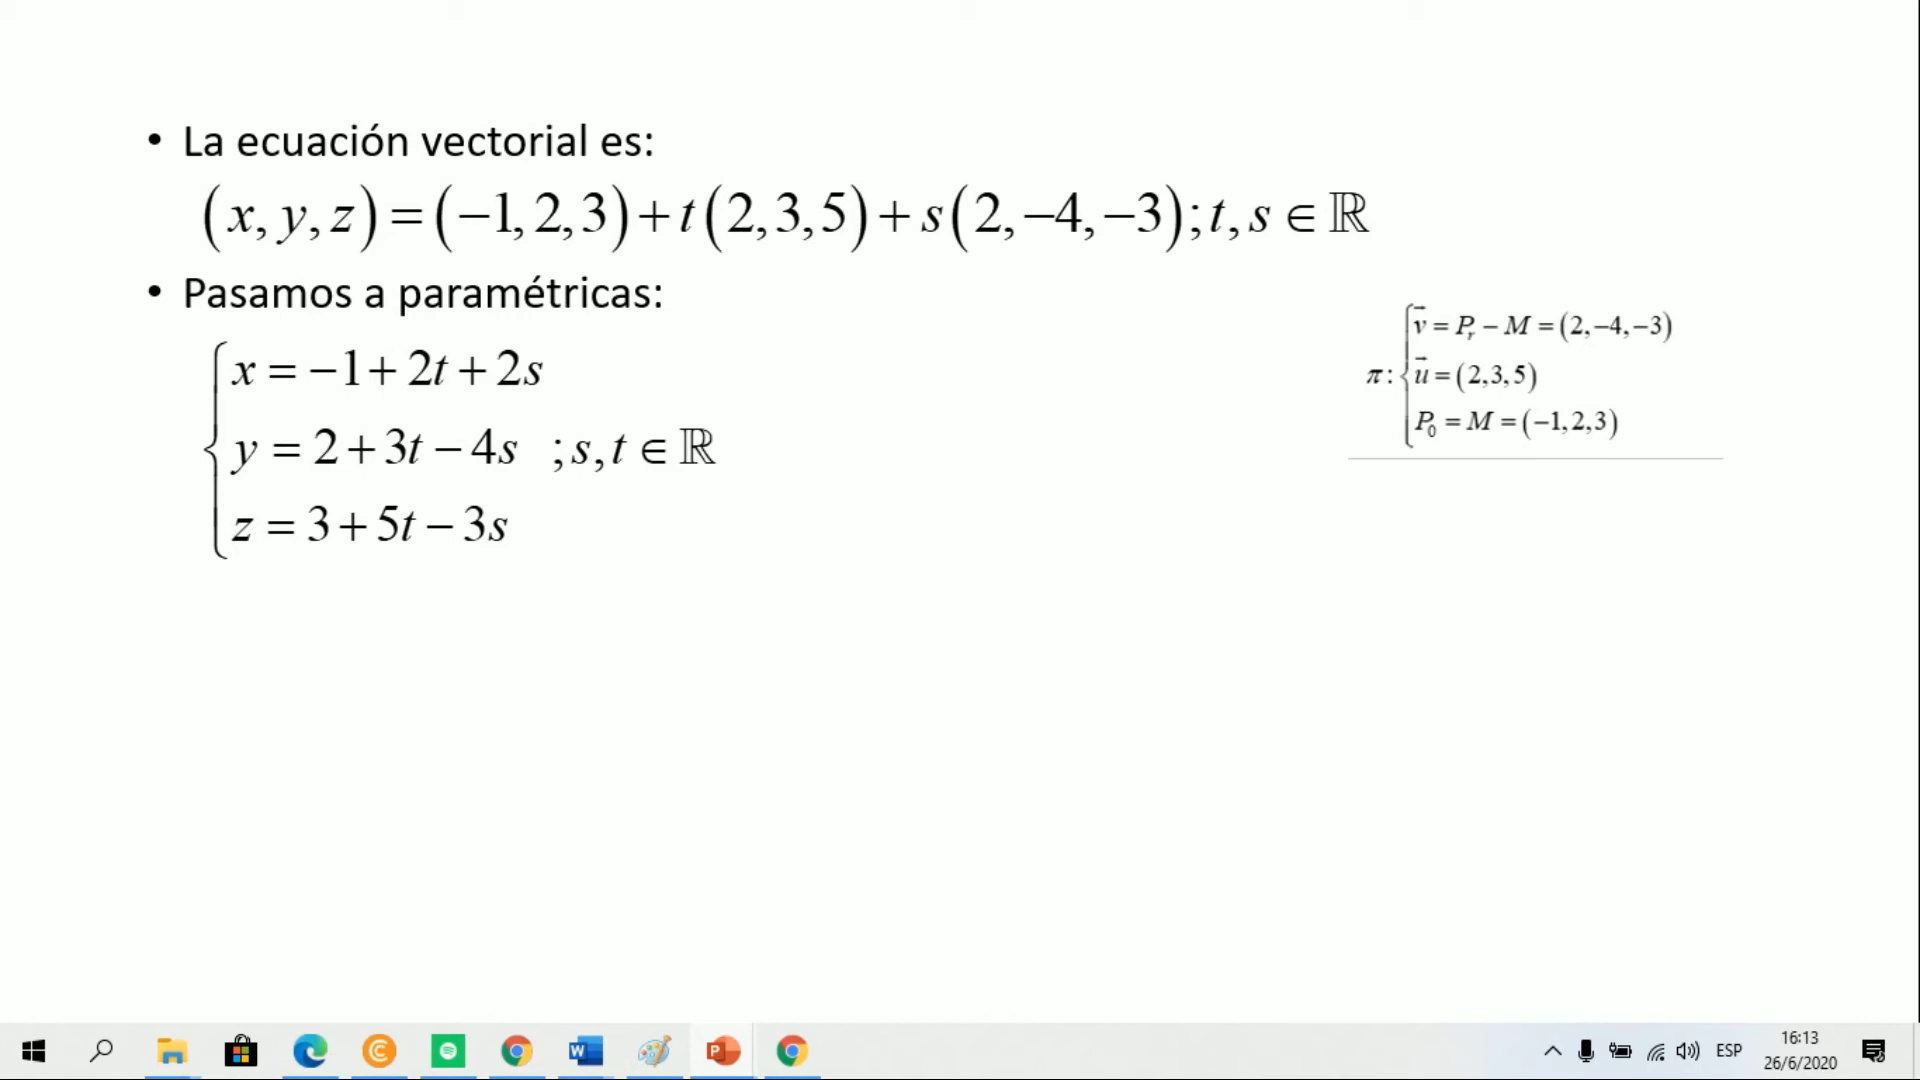 • La ecuación vectorial es:
(x, y, z) = (−1, 2, 3) + t(2, 3, 5) + s(2, −4, −3); t, s ∈ ℝ
• Pasamos a paramétricas:
x = −1 + 2t + 2s
y = 2 + 3t − 4s ; s, t ∈ ℝ
z = 3 + 5t − 3s
v⃗ = Pᵣ − M = (2, −4, −3)
π: u⃗ = (2, 3, 5)
P₀ = M = (−1, 2, 3)
ESP
16:13
26/6/2020